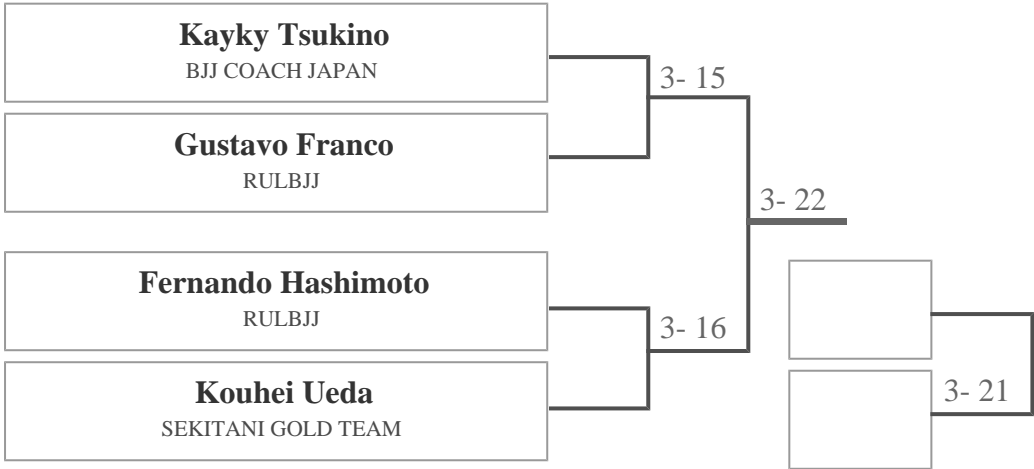 Kayky Tsukino
BJJ COACH JAPAN
3- 15
Gustavo Franco
RULBJJ
3- 22
Fernando Hashimoto
RULBJJ
3- 16
Kouhei Ueda
SEKITANI GOLD TEAM
3- 21